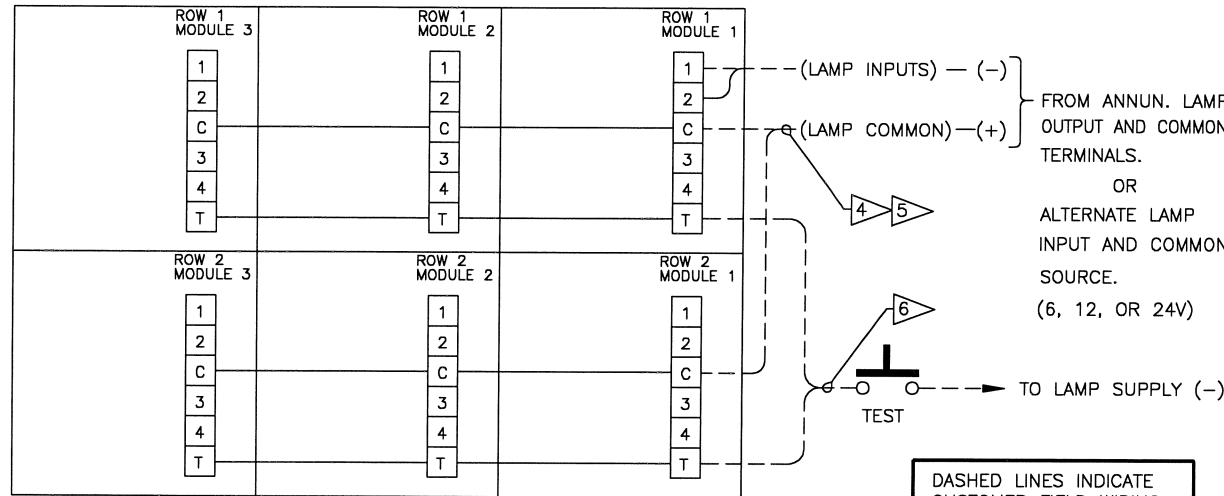 ROW 1
MODULE 3
ROW 1
MODULE 2
ROW 1
MODULE 1
1
2
C
3
4
T
1
2
C
3
4
T
1
2
C
3
4
T
(LAMP INPUTS) — (-)
(LAMP COMMON) — (+)
FROM ANNUN. LAMP
OUTPUT AND COMMON
TERMINALS.
OR
ALTERNATE LAMP
INPUT AND COMMON
SOURCE.
(6, 12, OR 24V)
4
5
ROW 2
MODULE 3
ROW 2
MODULE 2
ROW 2
MODULE 1
1
2
C
3
4
T
1
2
C
3
4
T
1
2
C
3
4
T
6
TEST
TO LAMP SUPPLY (-)
DASHED LINES INDICATE
CUSTOMER FIELD WIRING